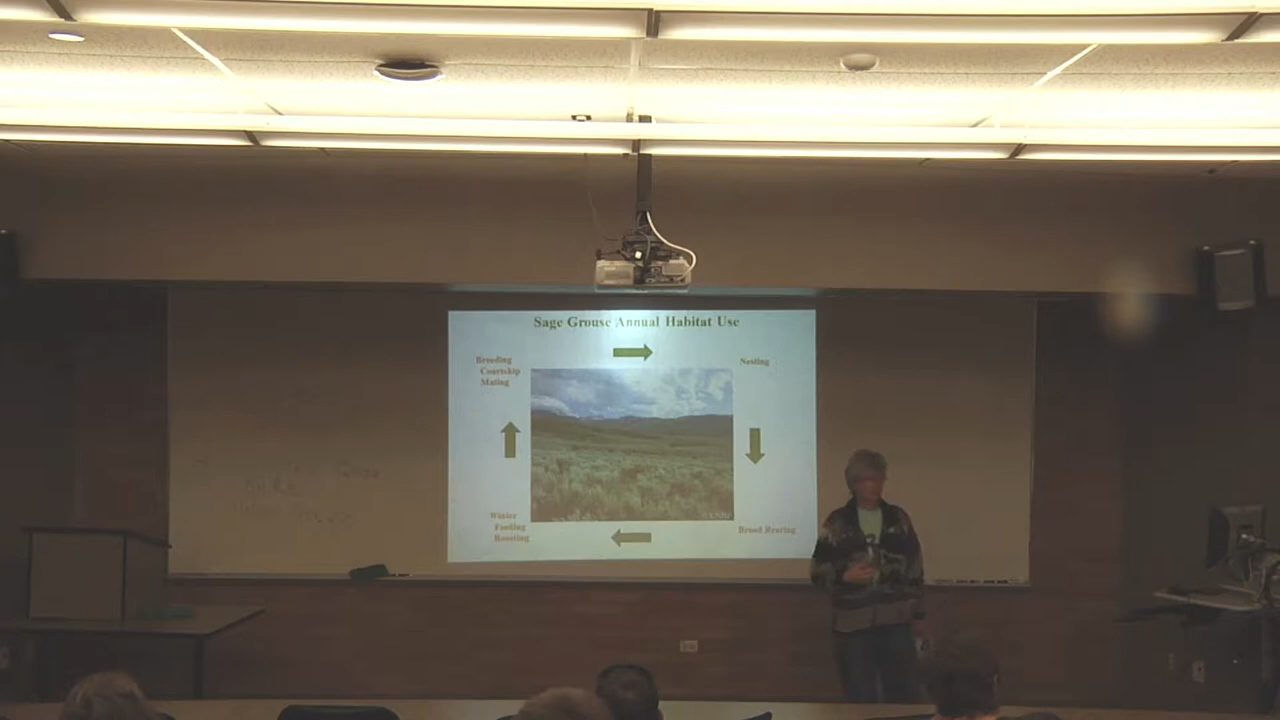 Sage Grouse Annual Habitat Use
Breeding
Courtship
Mating
Nesting
Winter
Feeding
Roosting
Brood Rearing